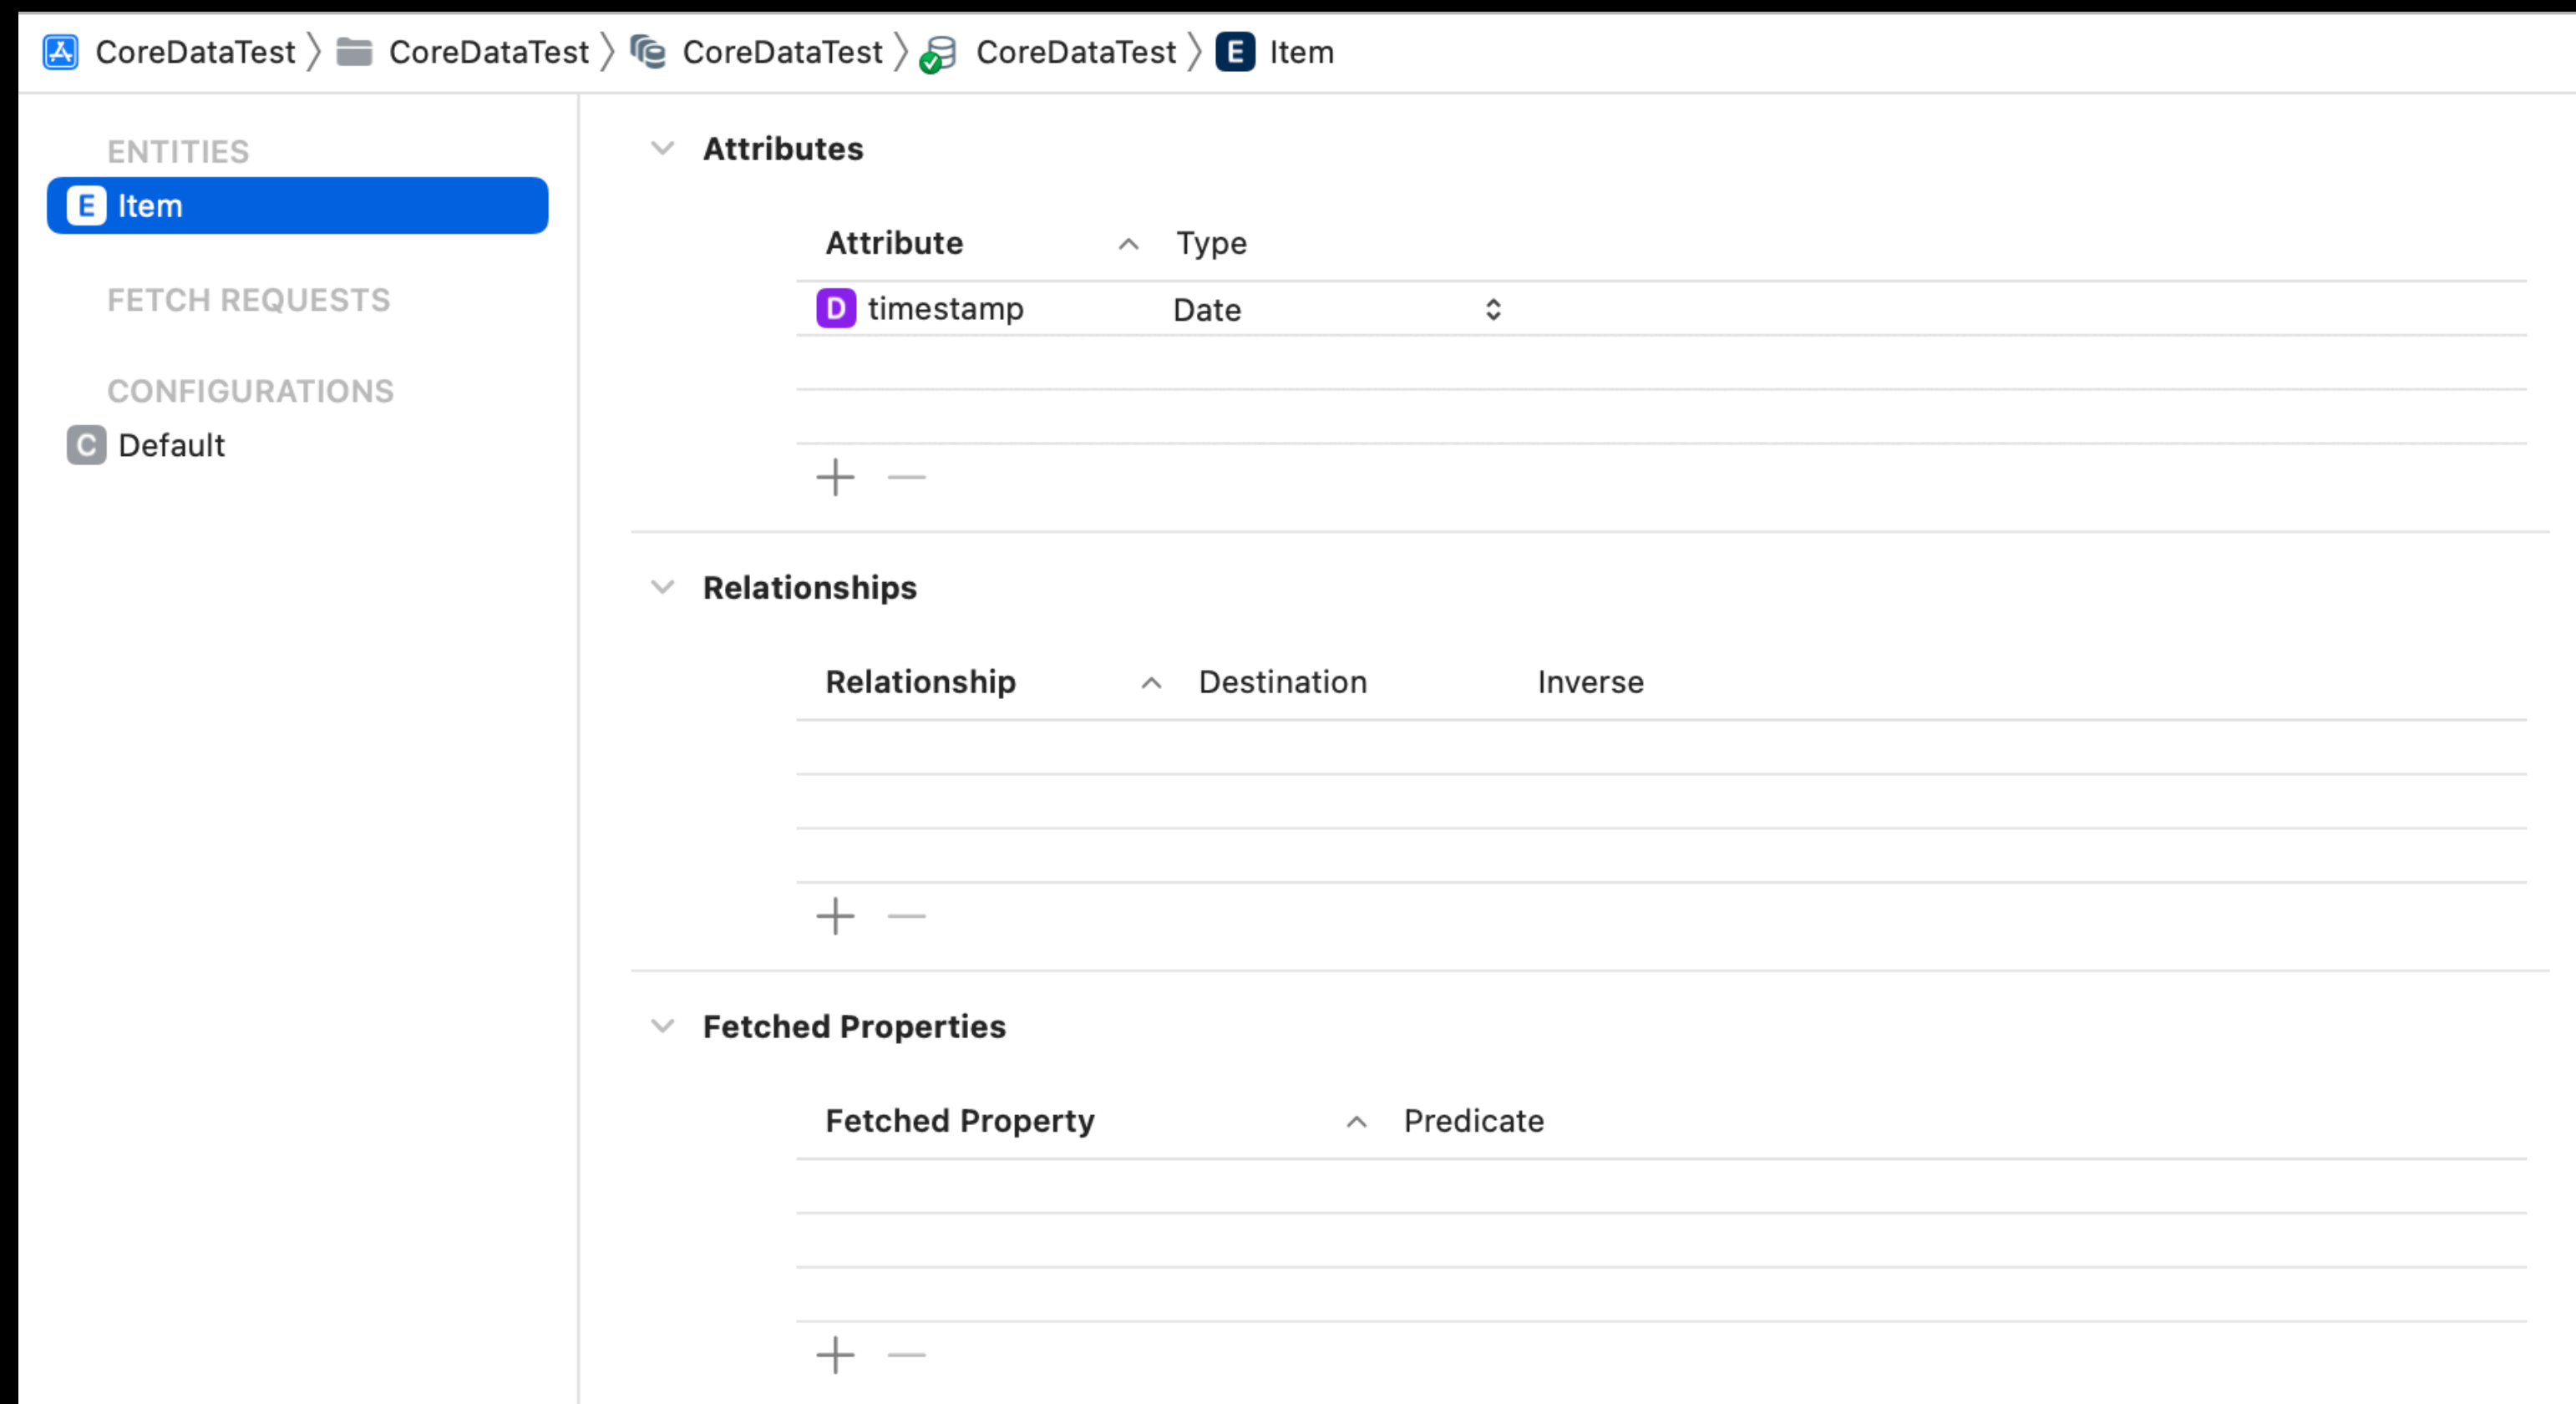 CoreDataTest 〉 CoreDataTest 〉 CoreDataTest 〉 CoreDataTest 〉 E Item
ENTITIES
E Item
FETCH REQUESTS
CONFIGURATIONS
C Default
Attributes
Attribute Type
D timestamp Date
Relationships
Relationship Destination Inverse
Fetched Properties
Fetched Property Predicate